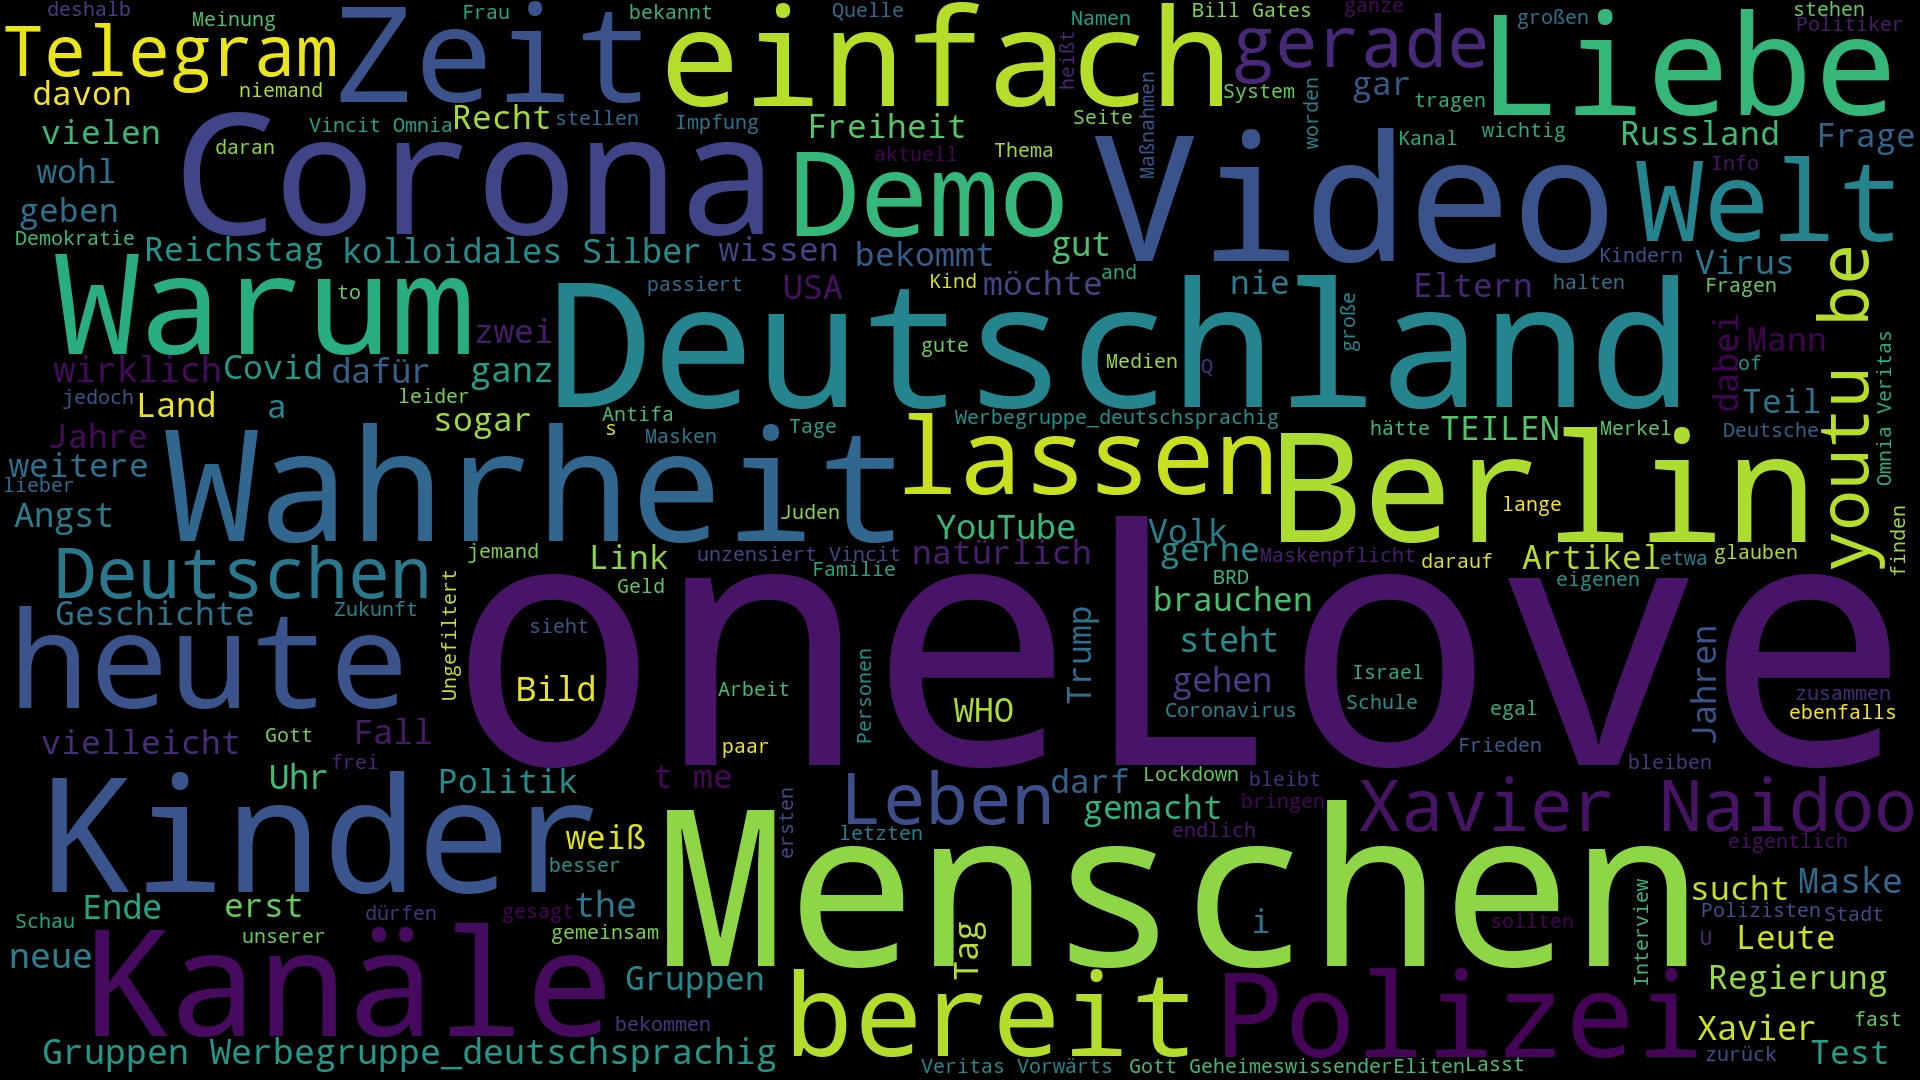 deshalb
Meinung
Frau
bekannt
Quelle
Namen
Bill Gates
ganze
großen
stehen
Politiker
Telegram
Zeit
einfach
gerade
Liebe
heißt
davon
niemand
System
worden
gar
tragen
vielen
Vincit Omnia
Recht
stellen
Impfung
Freiheit
Seite
Maßnahmen
Kanal
wichtig
Russland
Frage
daran
Corona
aktuell
Thema
Demo
Video
Info
Welt
wohl
geben
Demokratie
Reichstag
kolloidales Silber
wissen
bekommt
gut
Kindern
Virus
youtu be
Warum
to
passiert
USA
Kind
möchte
and
nie
Eltern
halten
Fragen
Deutschland
zwei
gute
große
dabei
Mann
Omnia Veritas
wirklich
Covid
dafür
ganz
Medien
Q
of
jedoch
Land
a
leider
sogar
Antifa
s
Masken
Tage
Werbegruppe_deutschsprachig
hätte
TEILEN
Merkel
Teil
Deutsche
Jahre
weitere
lieber
Wahrheit
lassen
Berlin
Angst
Juden
YouTube
Volk
lange
finden
Deutschen
jemand
Link
unzensiert Vincit
natürlich
gerne
Maskenpflicht
darauf
Artikel
etwa
glauben
Geld
Familie
BRD
eigenen
Geschichte
Zukunft
Ungefiltert
brauchen
heute
sieht
oneLove
Trump
steht
Jahren
Bild
Arbeit
Personen
WHO
gehen
Israel
Schule
Coronavirus
egal
zusammen
ebenfalls
vielleicht
Gott
Fall
paar
Frieden
frei
Uhr
Politik
t me
Leben
darf
Lockdown
bleibt
bleiben
Kinder
ersten
gemacht
bringen
Xavier Naidoo
weiß
letzten
endlich
eigentlich
besser
Menschen
sucht
Maske
Schau
Ende
erst
dürfen
gesagt
the
i
Interview
sollten
Polizisten
Stadt
unserer
gemeinsam
Tag
U
Leute
neue
Kanäle
Gruppen
bereit
Polizei
Regierung
bekommen
Xavier
fast
Gruppen Werbegruppe_deutschsprachig
zurück
Test
Veritas Vorwärts
Gott GeheimeswissenderEliten
Lasst